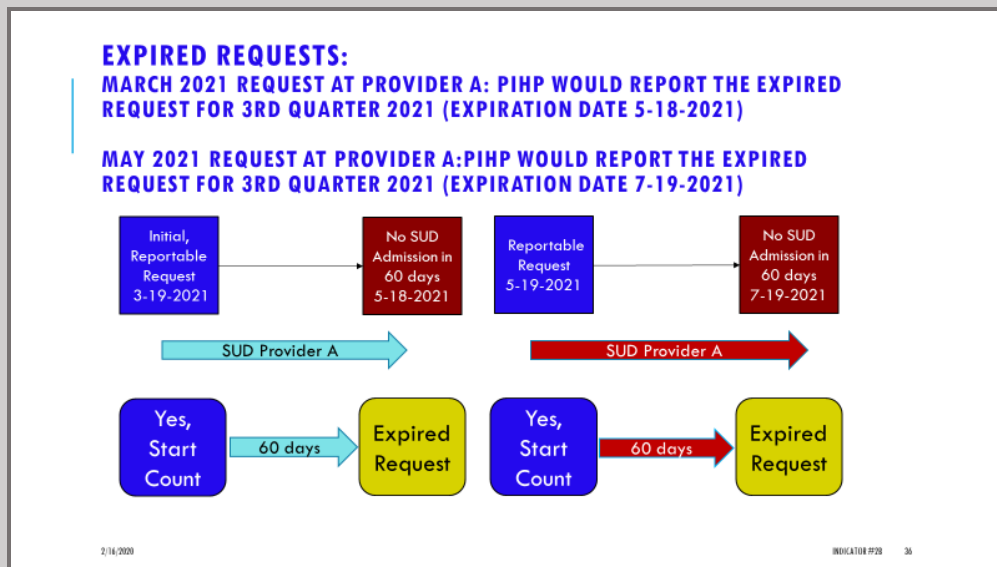 EXPIRED REQUESTS:
MARCH 2021 REQUEST AT PROVIDER A: PIHP WOULD REPORT THE EXPIRED
REQUEST FOR 3RD QUARTER 2021 (EXPIRATION DATE 5-18-2021)
MAY 2021 REQUEST AT PROVIDER A:PIHP WOULD REPORT THE EXPIRED
REQUEST FOR 3RD QUARTER 2021 (EXPIRATION DATE 7-19-2021)
Initial,
Reportable
Request
3-19-2021
No SUD
Admission in
60 days
5-18-2021
Reportable
Request
5-19-2021
No SUD
Admission in
60 days
7-19-2021
SUD Provider A
SUD Provider A
Yes,
Start
Count
60 days
Expired
Request
Yes,
Start
Count
60 days
Expired
Request
2/16/2020
INDICATOR #2B
36